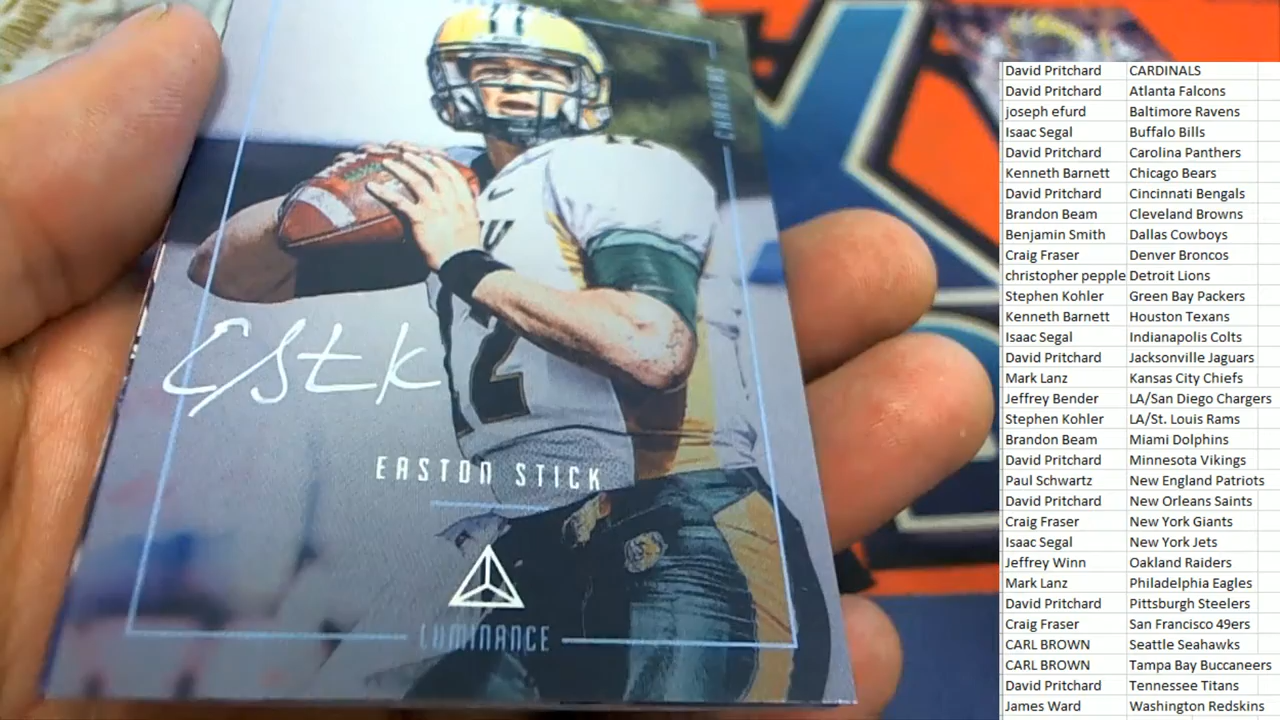 CHARGERS
12
EStk
EASTON STICK
LUMINANCE
David Pritchard CARDINALS
David Pritchard Atlanta Falcons
joseph efurd Baltimore Ravens
Isaac Segal Buffalo Bills
David Pritchard Carolina Panthers
Kenneth Barnett Chicago Bears
David Pritchard Cincinnati Bengals
Brandon Beam Cleveland Browns
Benjamin Smith Dallas Cowboys
Craig Fraser Denver Broncos
christopher pepple Detroit Lions
Stephen Kohler Green Bay Packers
Kenneth Barnett Houston Texans
Isaac Segal Indianapolis Colts
David Pritchard Jacksonville Jaguars
Mark Lanz Kansas City Chiefs
Jeffrey Bender LA/San Diego Chargers
Stephen Kohler LA/St. Louis Rams
Brandon Beam Miami Dolphins
David Pritchard Minnesota Vikings
Paul Schwartz New England Patriots
David Pritchard New Orleans Saints
Craig Fraser New York Giants
Isaac Segal New York Jets
Jeffrey Winn Oakland Raiders
Mark Lanz Philadelphia Eagles
David Pritchard Pittsburgh Steelers
Craig Fraser San Francisco 49ers
CARL BROWN Seattle Seahawks
CARL BROWN Tampa Bay Buccaneers
David Pritchard Tennessee Titans
James Ward Washington Redskins